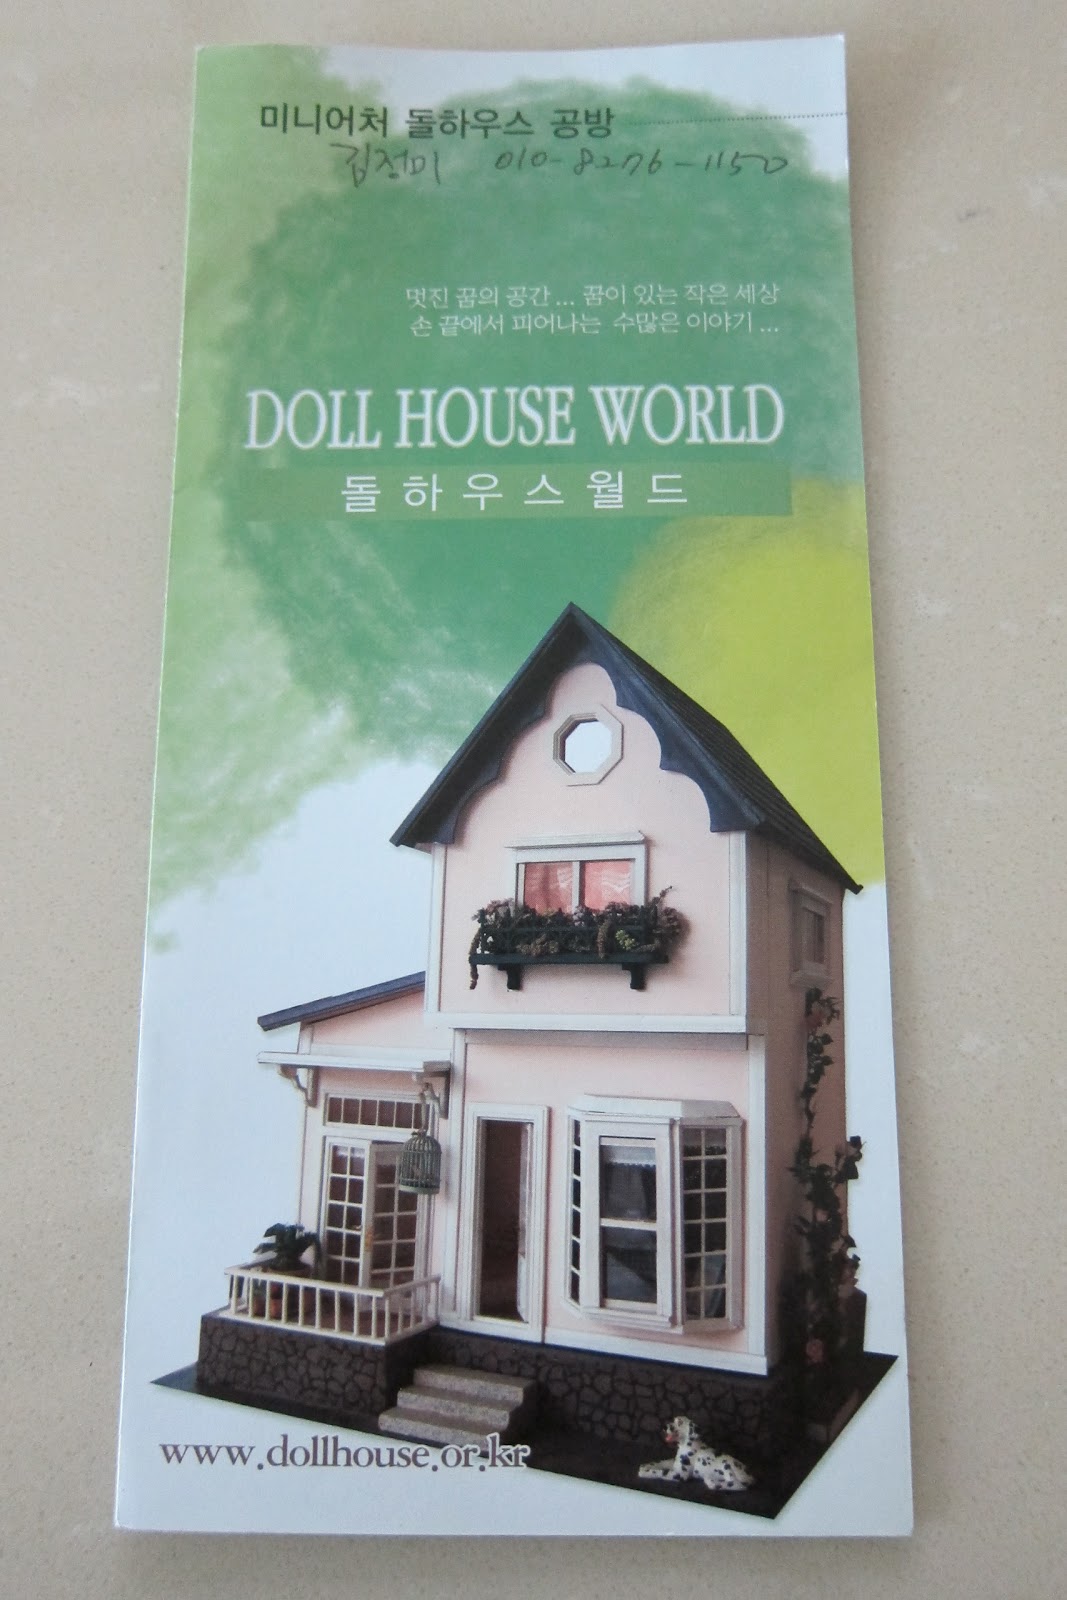 미니어처 돌하우스 공방
김정미 010-8276-1150
멋진 꿈의 공간 ... 꿈이 있는 작은 세상
손 끝에서 피어나는 수많은 이야기 ...
DOLL HOUSE WORLD
돌하우스월드
www.dollhouse.or.kr